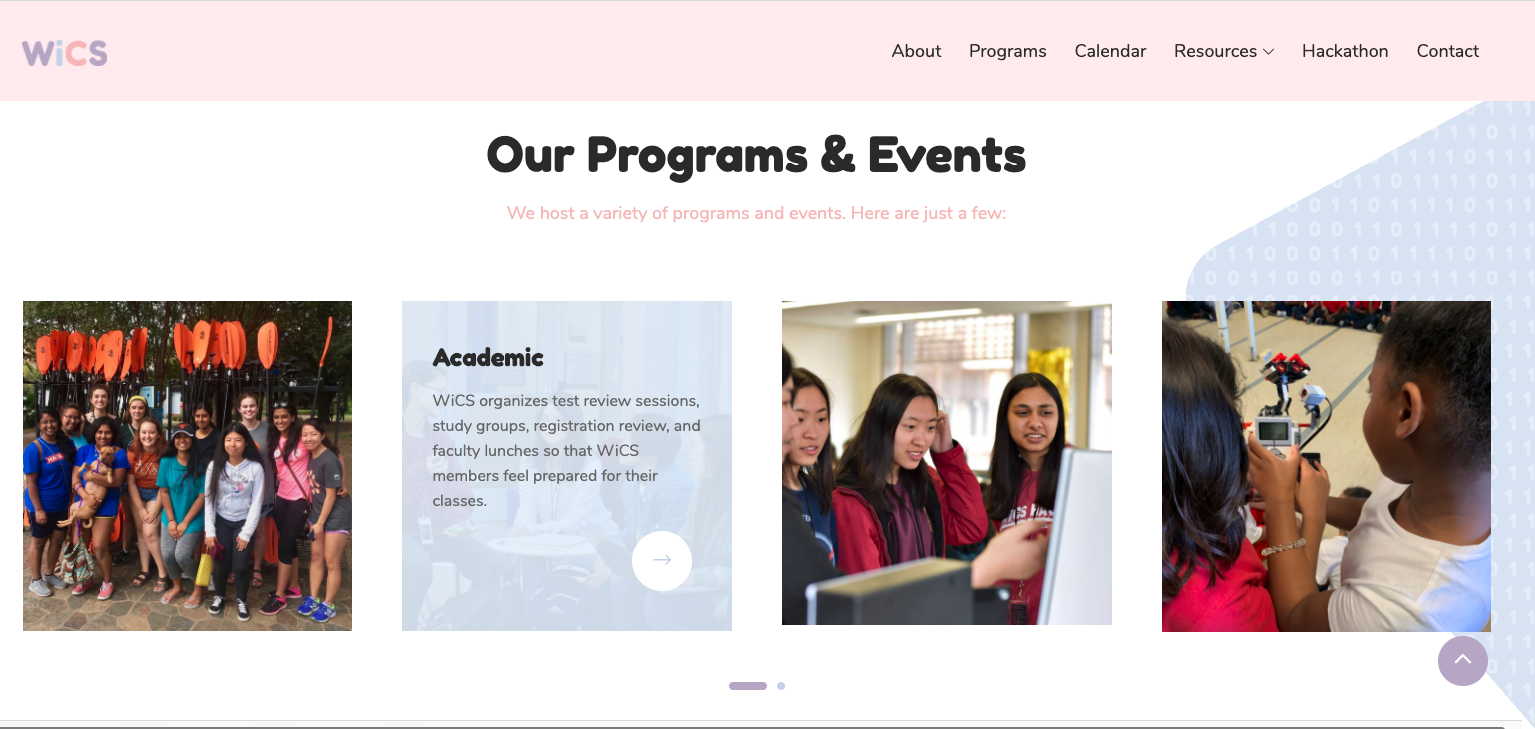 WiCS
About Programs Calendar Resources Hackathon Contact
Our Programs & Events
We host a variety of programs and events. Here are just a few:
Academic
WiCS organizes test review sessions,
study groups, registration review, and
faculty lunches so that WiCS
members feel prepared for their
classes.